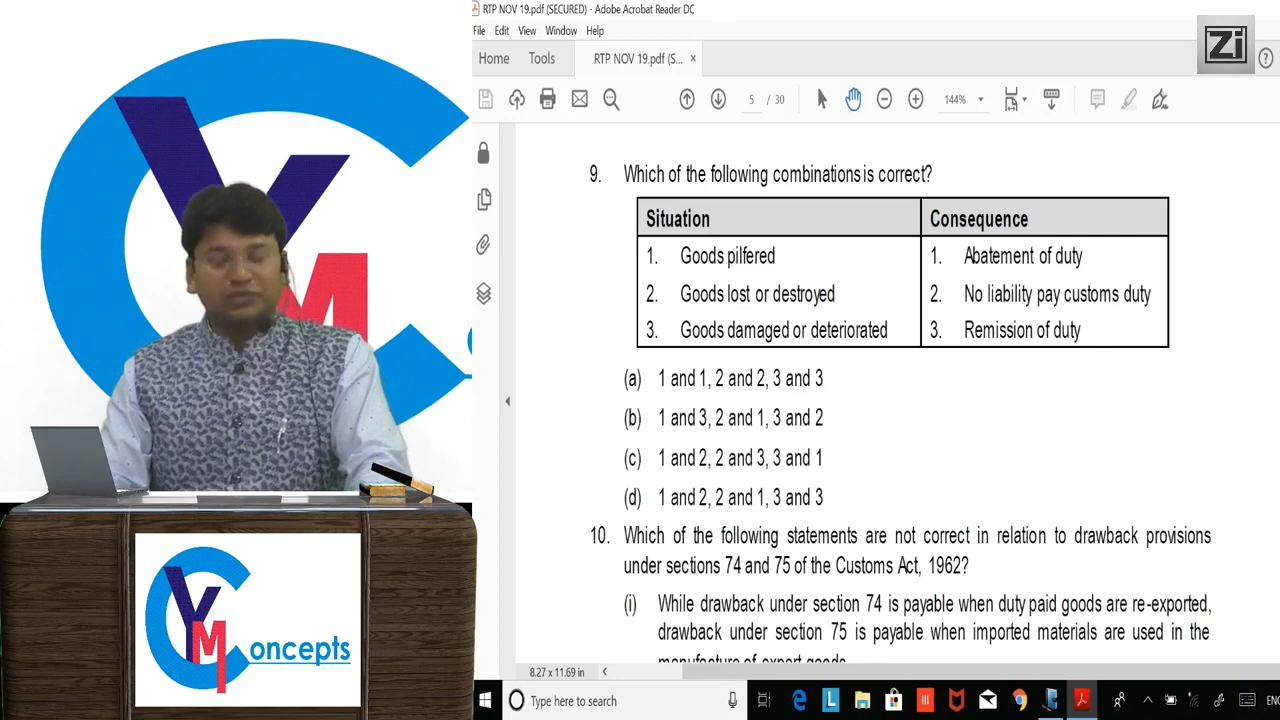 RTP NOV 19.pdf (SECURED) - Adobe Acrobat Reader DC
File Edit View Window Help
Home Tools RTP NOV 19.pdf (S... ×
Zi
5 / 30 144%
9. Which of the following combinations is correct?
Situation Consequence
1. Goods pilfered 1. Abatement of duty
2. Goods lost or destroyed 2. No liability pay customs duty
3. Goods damaged or deteriorated 3. Remission of duty
(a) 1 and 1, 2 and 2, 3 and 3
(b) 1 and 3, 2 and 1, 3 and 2
(c) 1 and 2, 2 and 3, 3 and 1
(d) 1 and 2, 2 and 1, 3 and 3
10. Which of the following statements are not correct in relation to drawback provisions
under sections 74 and 75 of the Customs Act, 1962?
(i) While drawback under section 74 is payable when duty paid goods are re-exported,
drawback under section 75 is payable when imported materials are used in the
manufacture of export goods
8.27 x 11.69 in
Type here to search
ENG
CYM
CYM oncepts